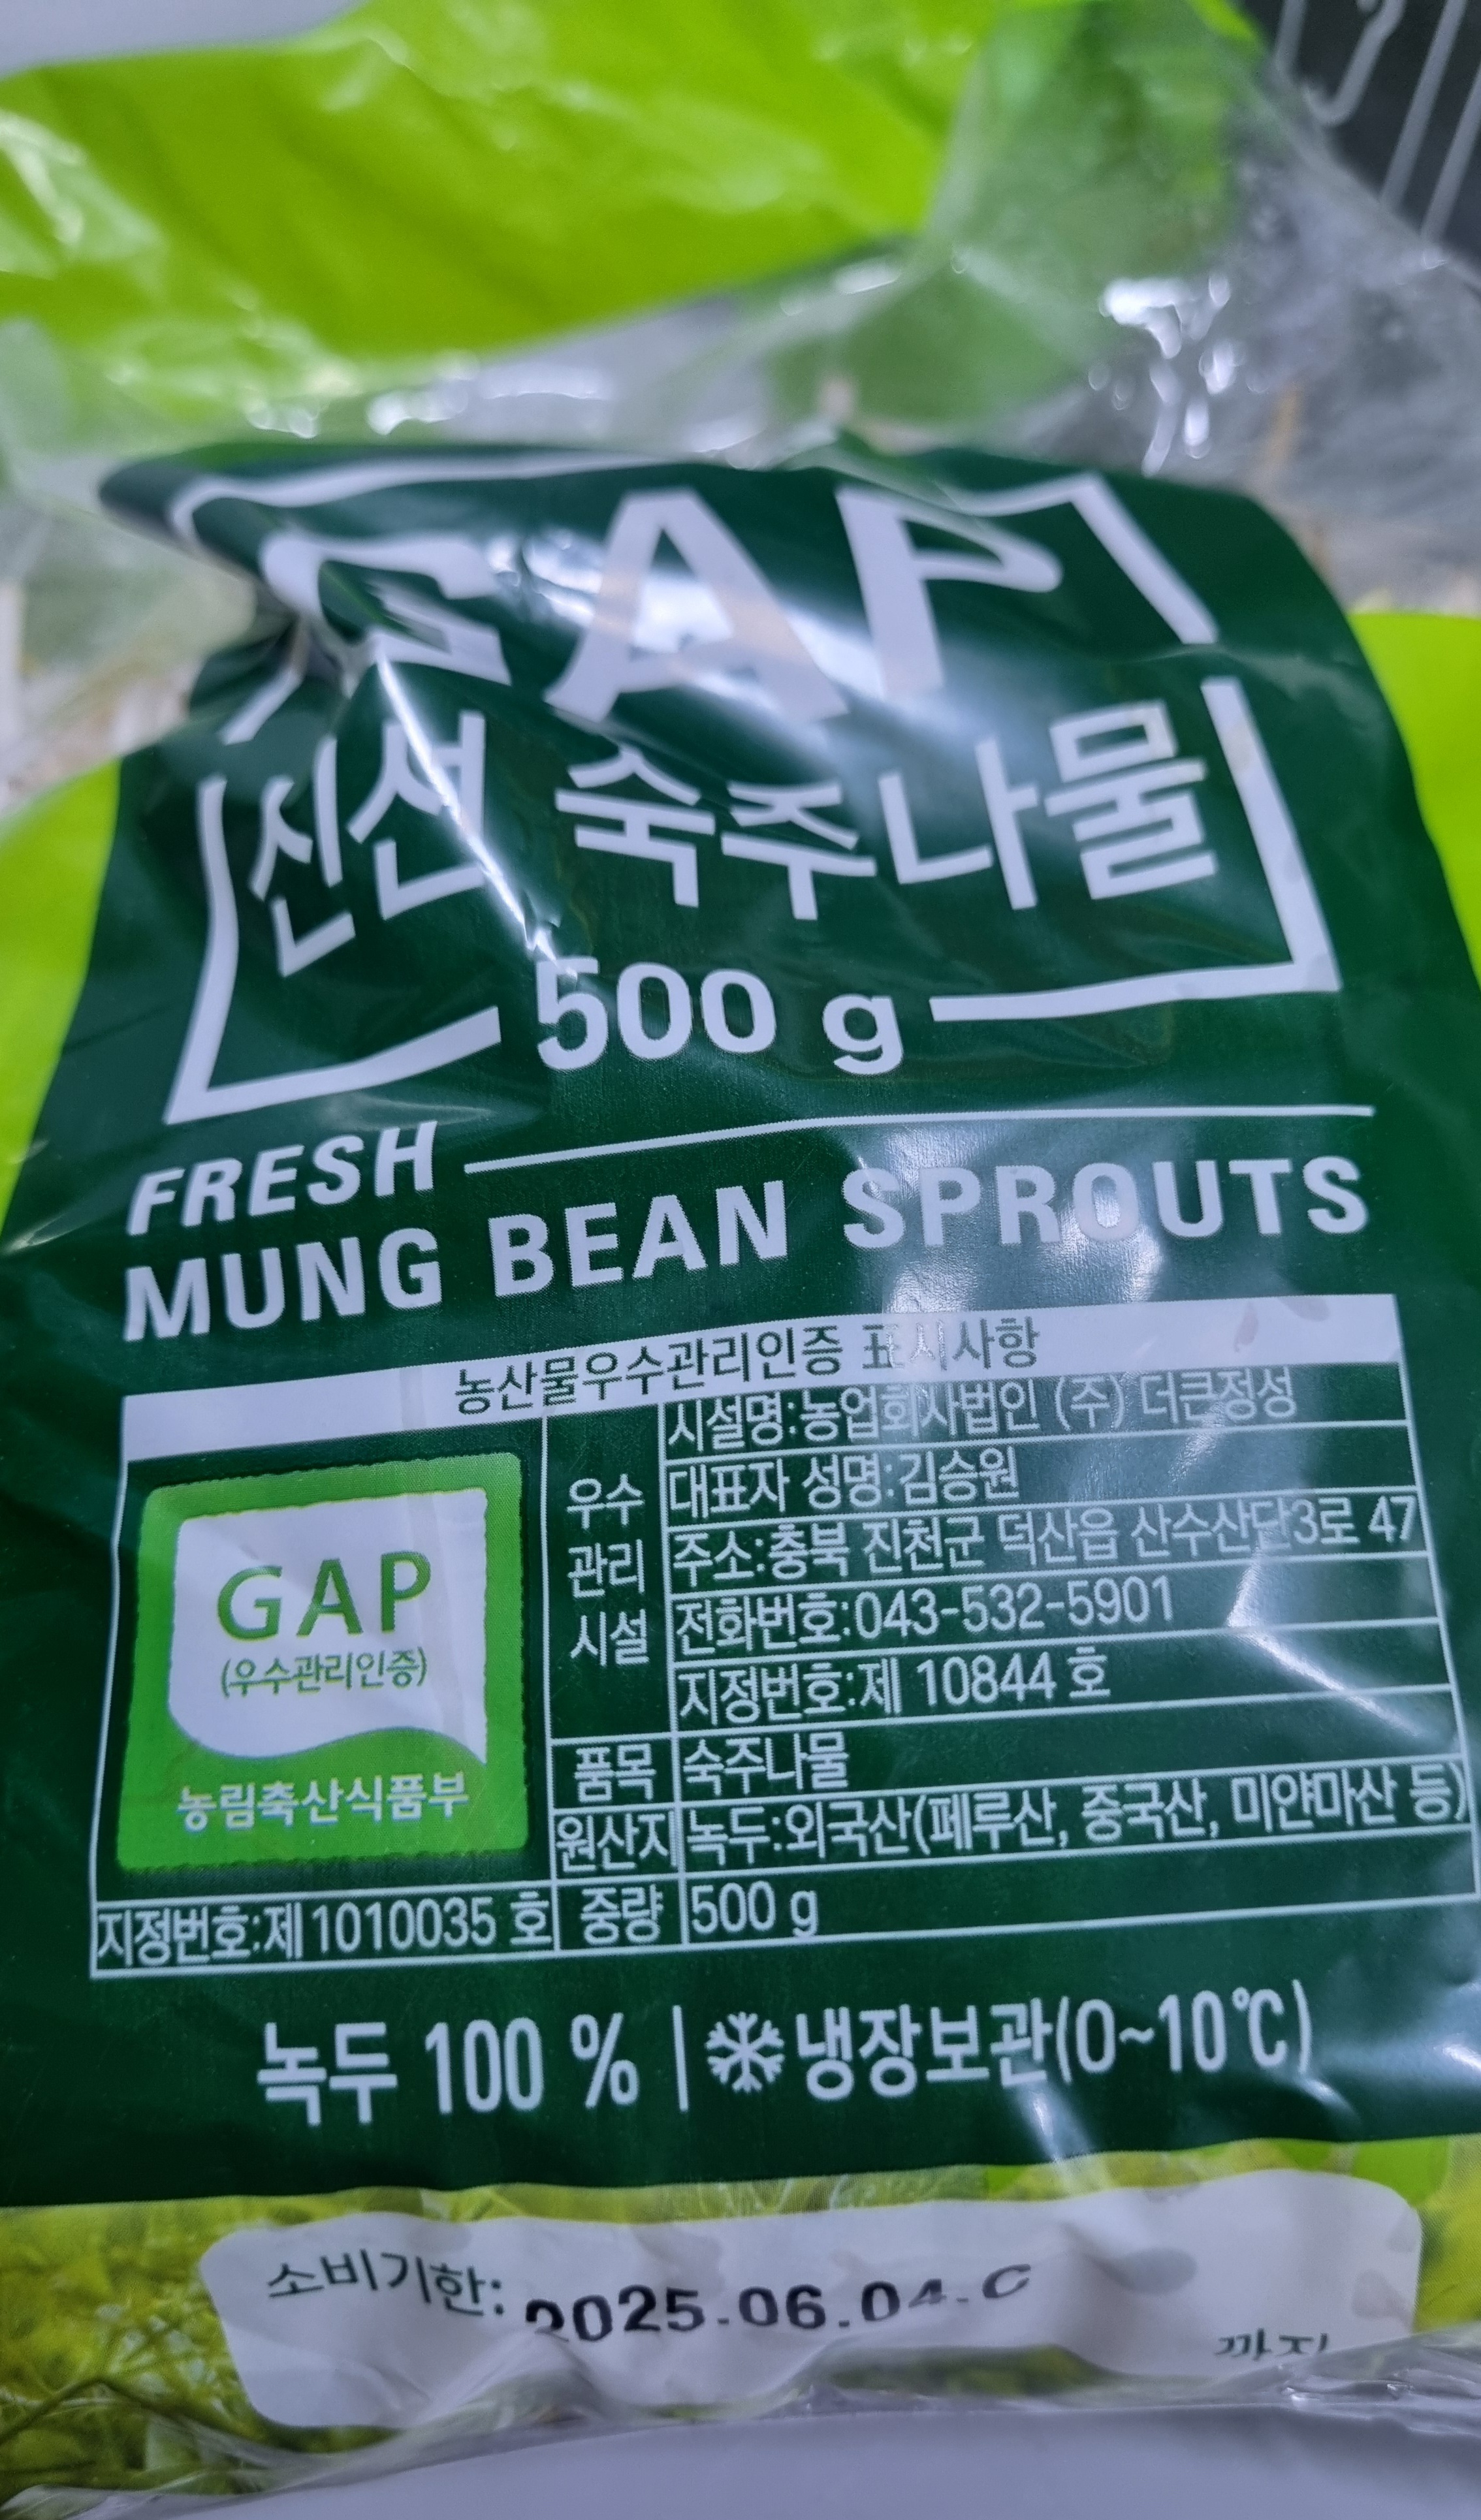 GAP
신선 숙주나물
500 g
FRESH
MUNG BEAN SPROUTS
농산물우수관리인증 표시사항
GAP
(우수관리인증)
농림축산식품부
지정번호:제1010035 호
우수
관리
시설
시설명:농업회사법인 (주) 더큰정성
대표자 성명:김승원
주소:충북 진천군 덕산읍 산수산단3로 47
전화번호:043-532-5901
지정번호:제 10844 호
품목 숙주나물
원산지 녹두:외국산(페루산, 중국산, 미얀마산 등)
중량 500 g
녹두 100 % | 냉장보관(0~10℃)
소비기한: 2025.06.04.C
까지